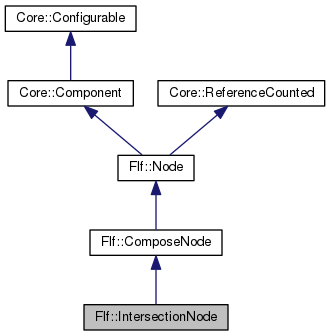 Core::Configurable
Core::Component
Core::ReferenceCounted
Flf::Node
Flf::ComposeNode
Flf::IntersectionNode